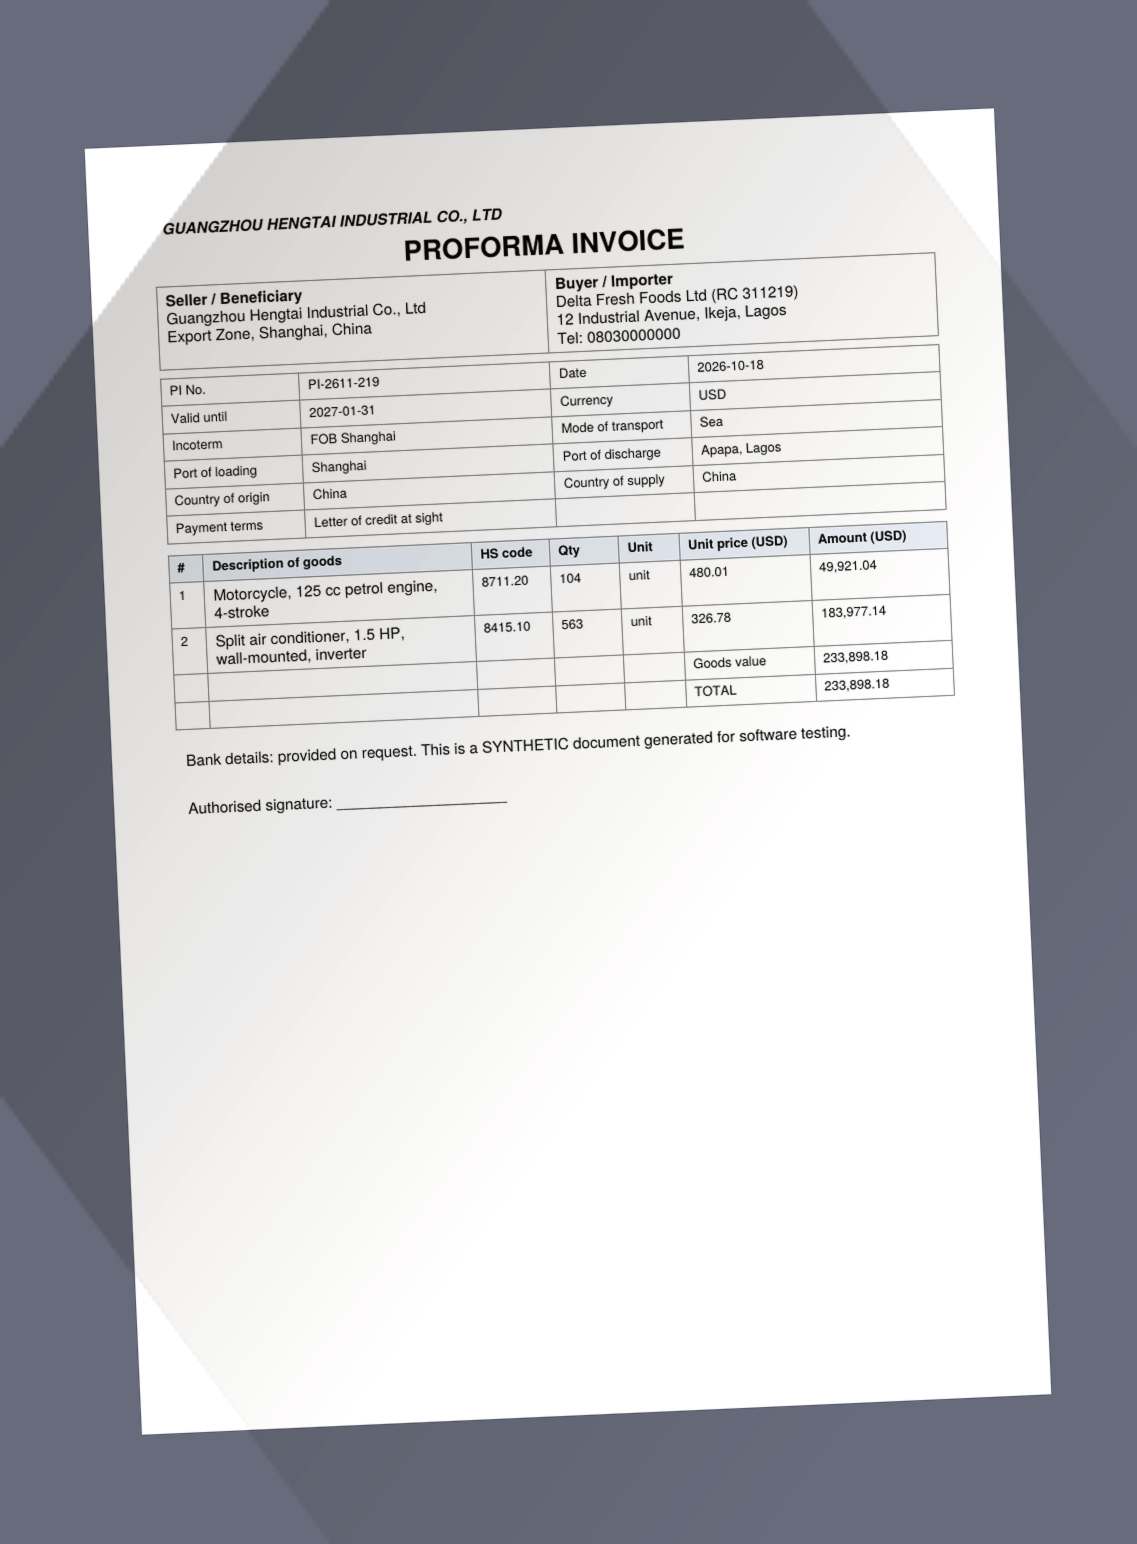 GUANGZHOU HENGTAI INDUSTRIAL CO., LTD
PROFORMA INVOICE
Seller / Beneficiary
Guangzhou Hengtai Industrial Co., Ltd
Export Zone, Shanghai, China
Buyer / Importer
Delta Fresh Foods Ltd (RC 311219)
12 Industrial Avenue, Ikeja, Lagos
Tel: 08030000000
PI No. PI-2611-219 Date 2026-10-18
Valid until 2027-01-31 Currency USD
Incoterm FOB Shanghai Mode of transport Sea
Port of loading Shanghai Port of discharge Apapa, Lagos
Country of origin China Country of supply China
Payment terms Letter of credit at sight
# Description of goods HS code Qty Unit Unit price (USD) Amount (USD)
1 Motorcycle, 125 cc petrol engine, 8711.20 104 unit 480.01 49,921.04
4-stroke
2 Split air conditioner, 1.5 HP, 8415.10 563 unit 326.78 183,977.14
wall-mounted, inverter
Goods value 233,898.18
TOTAL 233,898.18
Bank details: provided on request. This is a SYNTHETIC document generated for software testing.
Authorised signature: ____________________